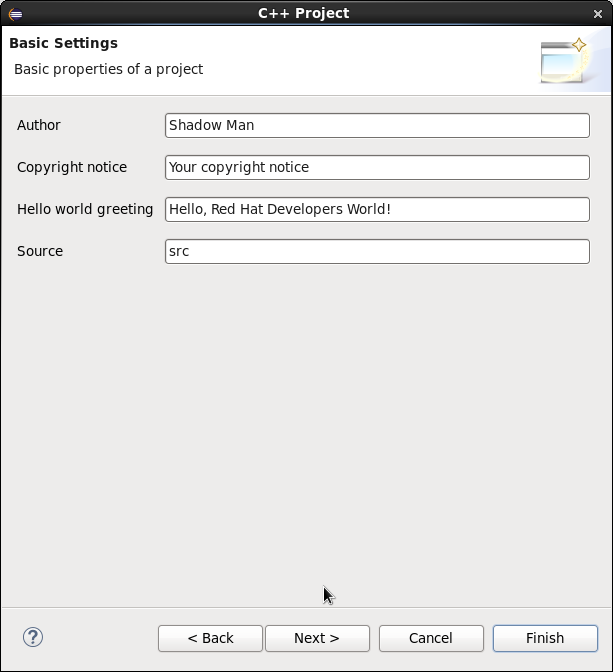 C++ Project
Basic Settings
Basic properties of a project
Author Shadow Man
Copyright notice Your copyright notice
Hello world greeting Hello, Red Hat Developers World!
Source src
? < Back Next > Cancel Finish